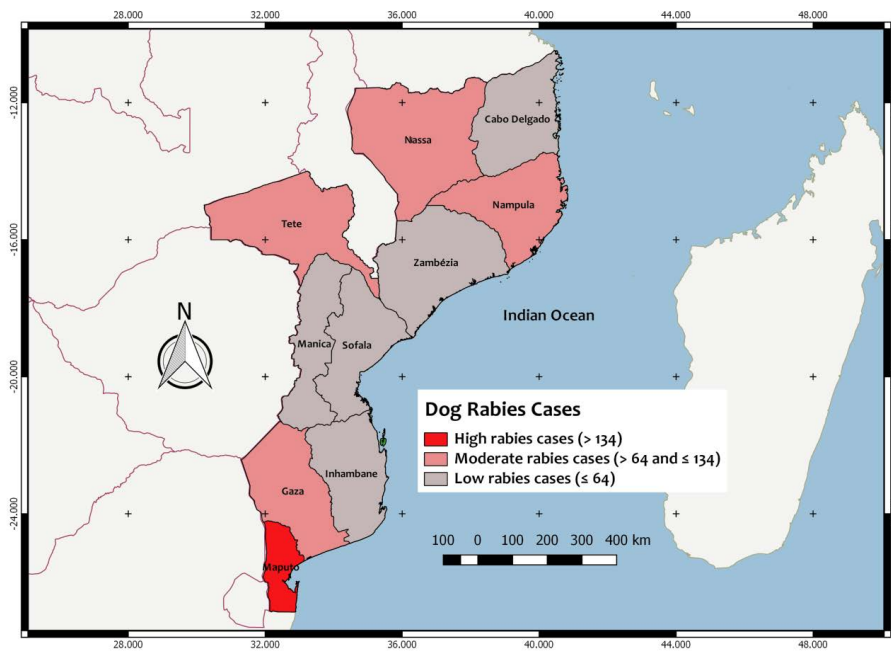 28.000 32.000 36.000 40.000 44.000 48.000
-12.000
-16.000
-20.000
-24.000
Cabo Delgado
Nassa
Nampula
Tete
Zambézia
Indian Ocean
N
Manica
Sofala
Dog Rabies Cases
High rabies cases (> 134)
Moderate rabies cases (> 64 and ≤ 134)
Low rabies cases (≤ 64)
Inhambane
Gaza
100 0 100 200 300 400 km
Maputo
28.000 32.000 36.000 40.000 44.000 48.000